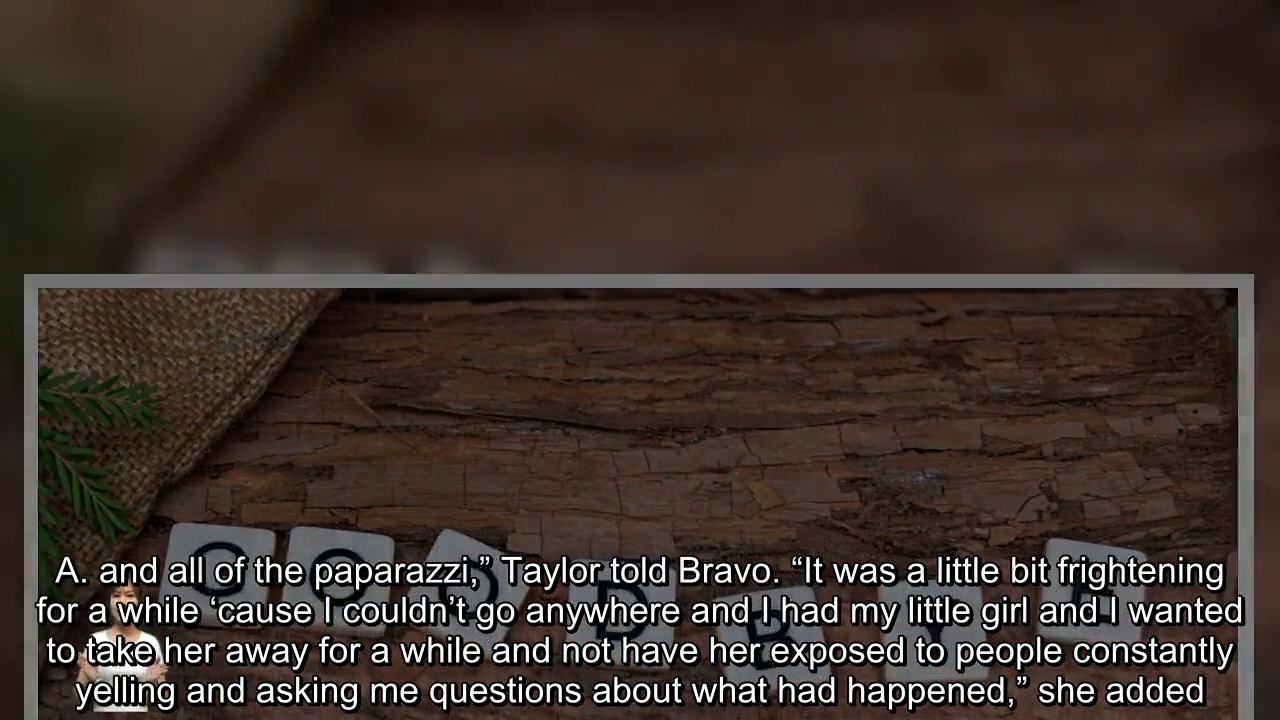 GOODBYE
A. and all of the paparazzi,” Taylor told Bravo. “It was a little bit frightening
for a while ‘cause I couldn’t go anywhere and I had my little girl and I wanted
to take her away for a while and not have her exposed to people constantly
yelling and asking me questions about what had happened,” she added